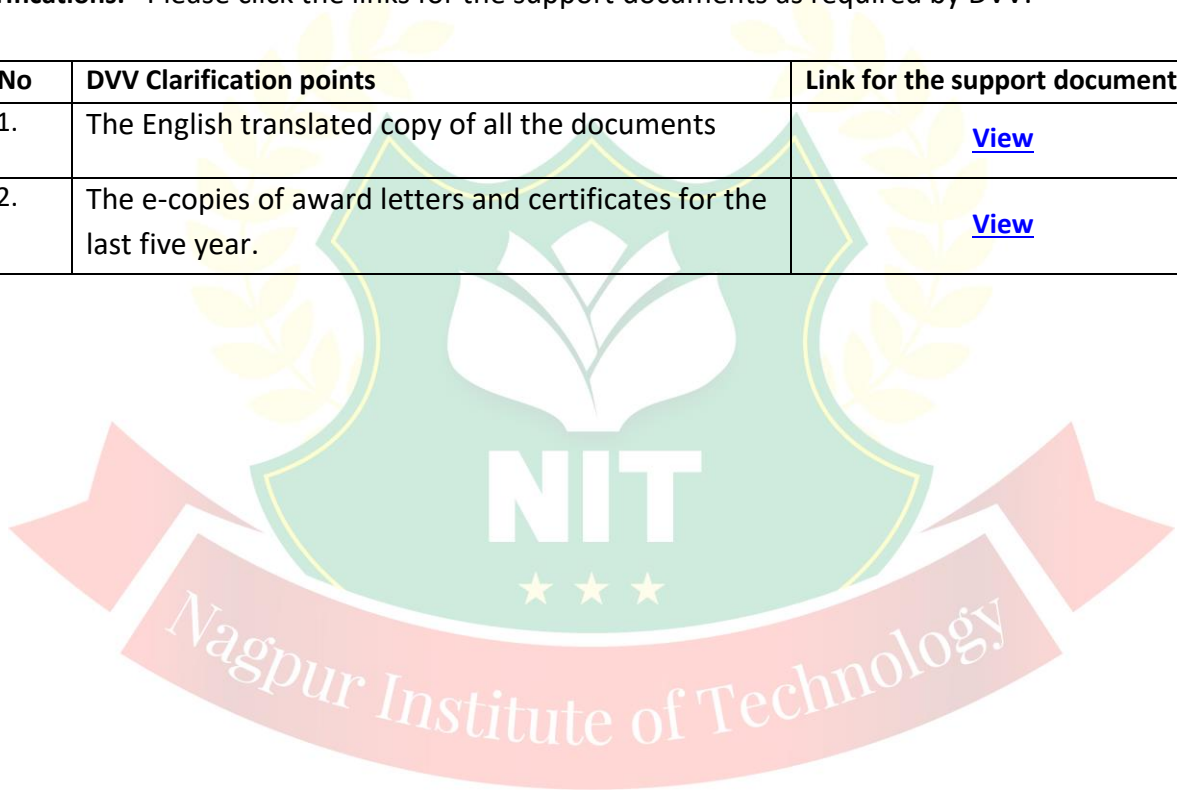 Please click the links for the support documents as required by DVV.
No DVV Clarification points Link for the support document
1. The English translated copy of all the documents View
2. The e-copies of award letters and certificates for the
last five year. View
NIT
Nagpur Institute of Technology